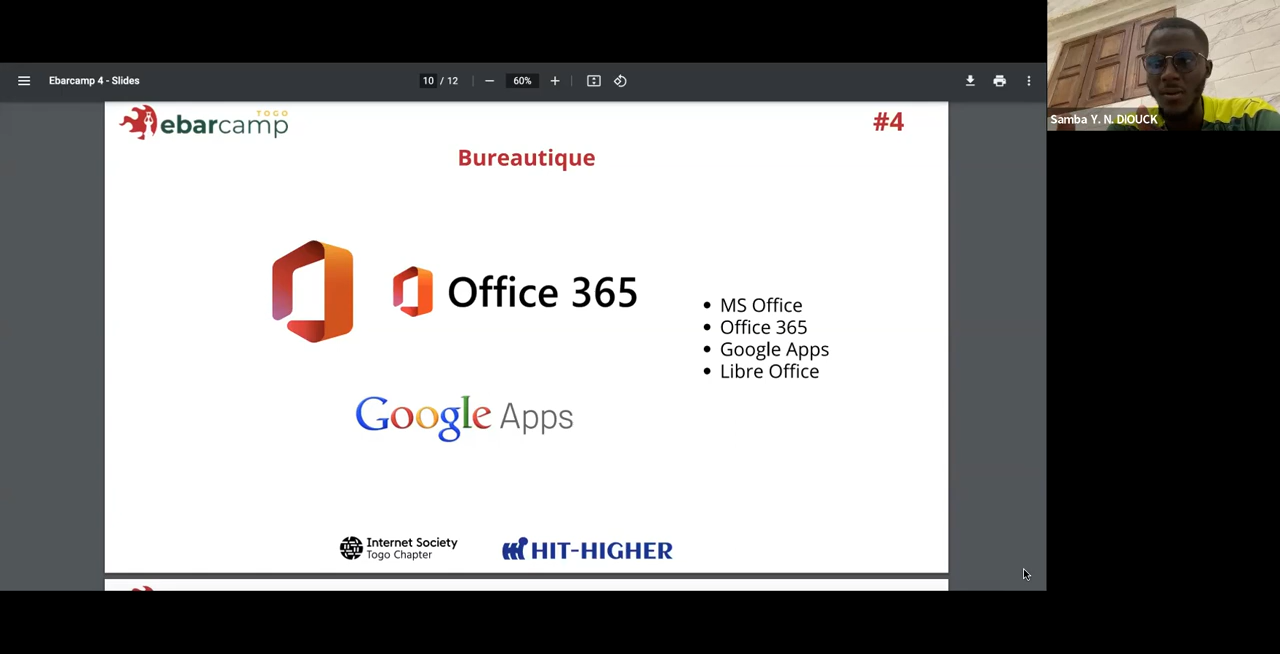 Ebarcamp 4 - Slides
10 / 12
60%
Samba Y. N. DIOUCK
TOGO
ebarcamp
#4
Bureautique
Office 365
• MS Office
• Office 365
• Google Apps
• Libre Office
Google Apps
Internet Society
Togo Chapter
HIT-HIGHER